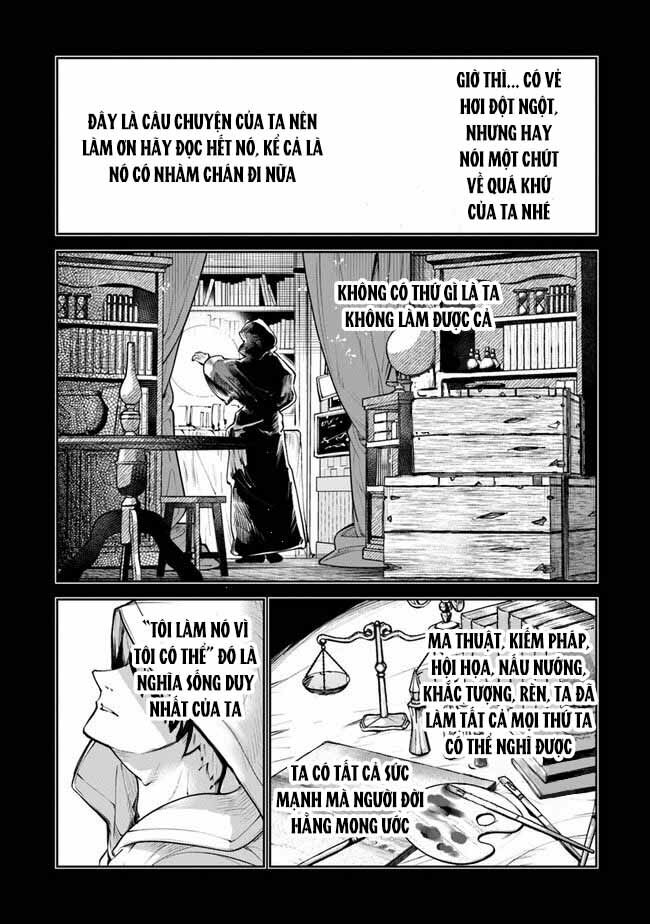 GIỜ THÌ... CÓ VẺ
HƠI ĐỘT NGỘT,
NHƯNG HAY
NÓI MỘT CHÚT
VỀ QUÁ KHỨ
CỦA TA NHÉ
ĐÂY LÀ CÂU CHUYỆN CỦA TA NÊN
LÀM ƠN HÃY ĐỌC HẾT NÓ, KỂ CẢ LÀ
NÓ CÓ NHÀM CHÁN ĐI NỮA
KHÔNG CÓ THỨ GÌ LÀ TA
KHÔNG LÀM ĐƯỢC CẢ
MA THUẬT, KIẾM PHÁP,
HỘI HỌA, NẤU NƯỚNG,
KHẮC TƯỢNG, RÈN, TA ĐÃ
LÀM TẤT CẢ MỌI THỨ TA
CÓ THỂ NGHĨ ĐƯỢC
TA CÓ TẤT CẢ SỨC
MẠNH MÀ NGƯỜI ĐỜI
HẰNG MONG ƯỚC
"TÔI LÀM NÓ VÌ
TÔI CÓ THỂ" ĐÓ LÀ
NGHĨA SỐNG DUY
NHẤT CỦA TA